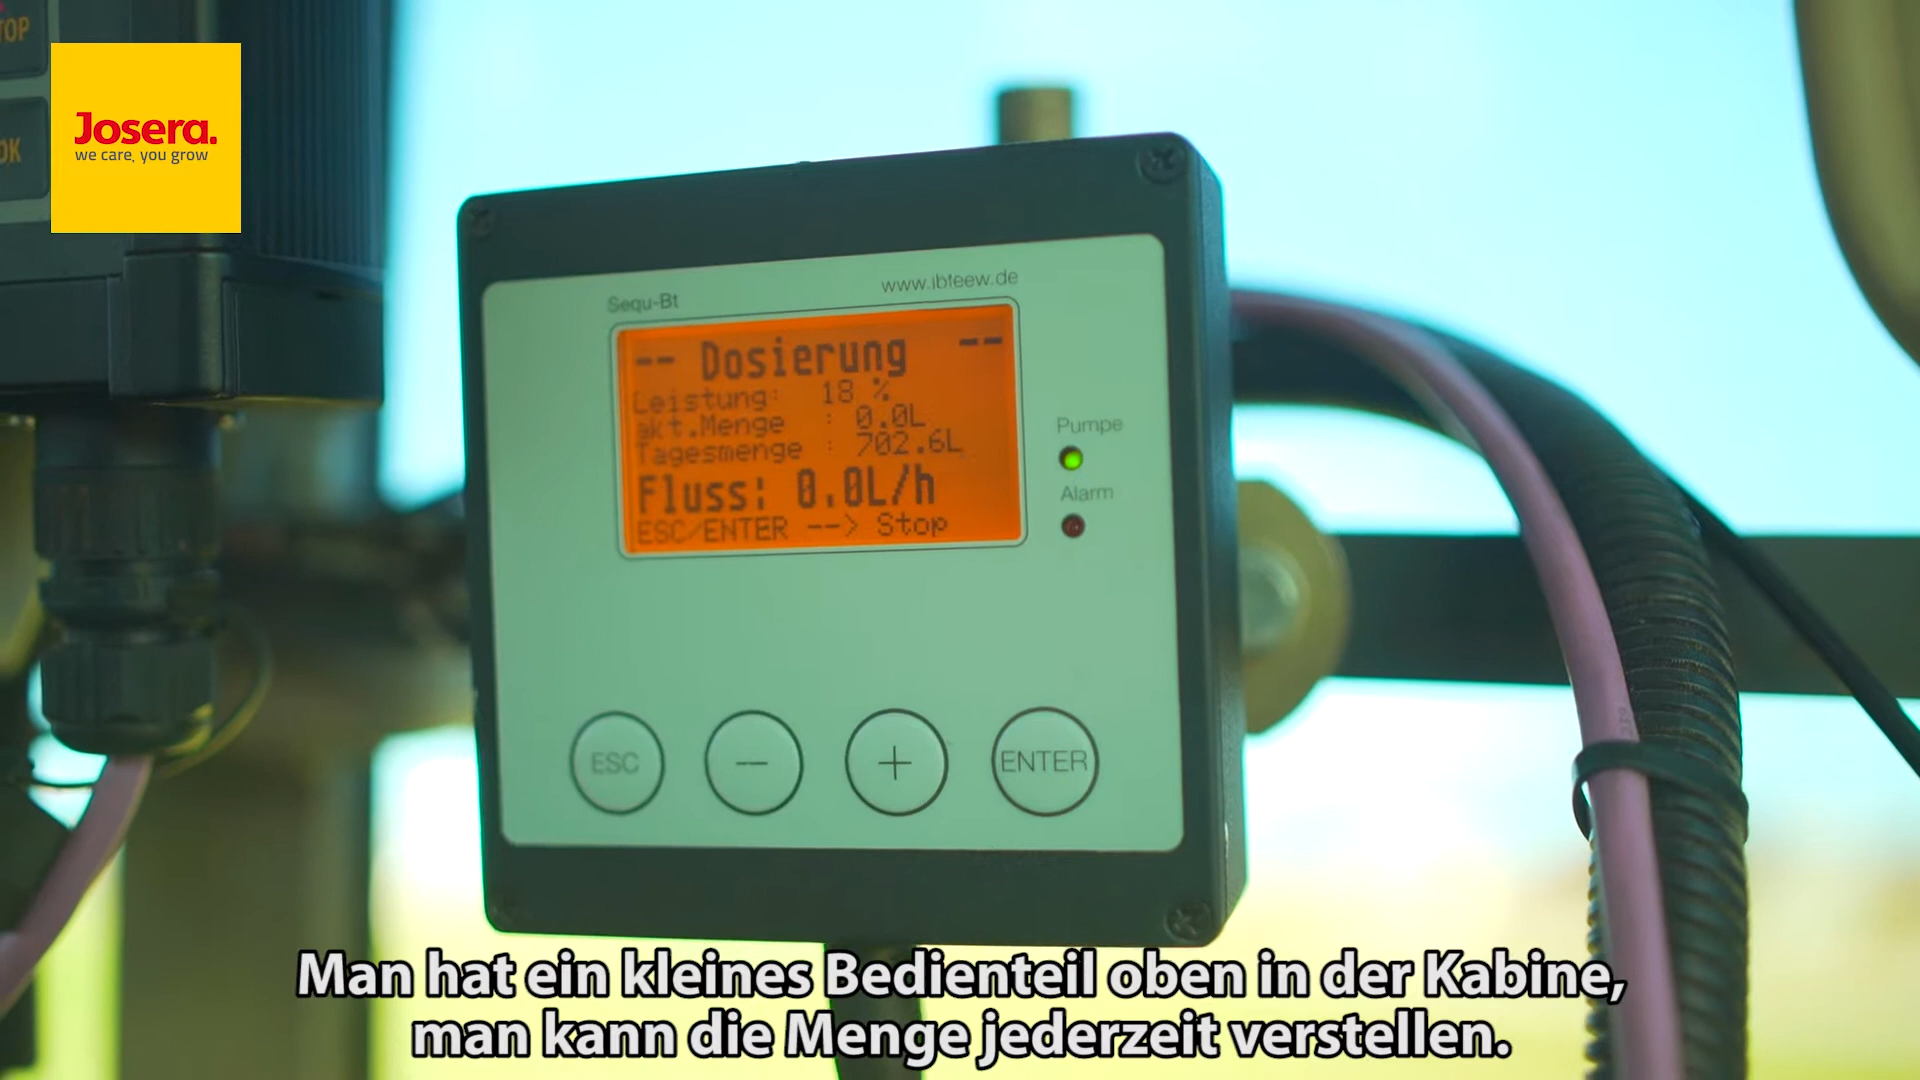 TOP
OK
Josera.
we care, you grow
Sequ-Bt
www.ibteew.de
-- Dosierung --
Leistung: 18 %
akt.Menge : 0.0L
Tagesmenge : 702.6L
Fluss: 0.0L/h
ESC/ENTER --> Stop
Pumpe
Alarm
ESC
−
+
ENTER
Man hat ein kleines Bedienteil oben in der Kabine,
man kann die Menge jederzeit verstellen.